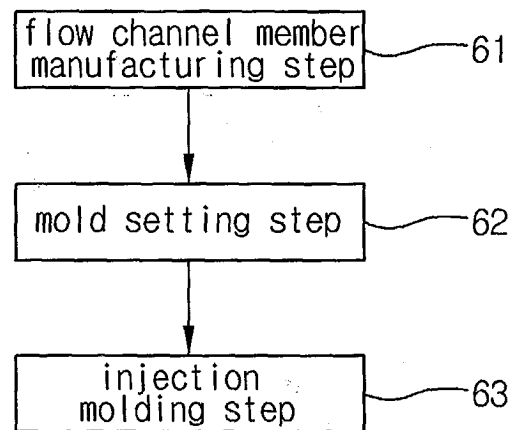 flow channel member
manufacturing step
61
mold setting step
62
injection
molding step
63